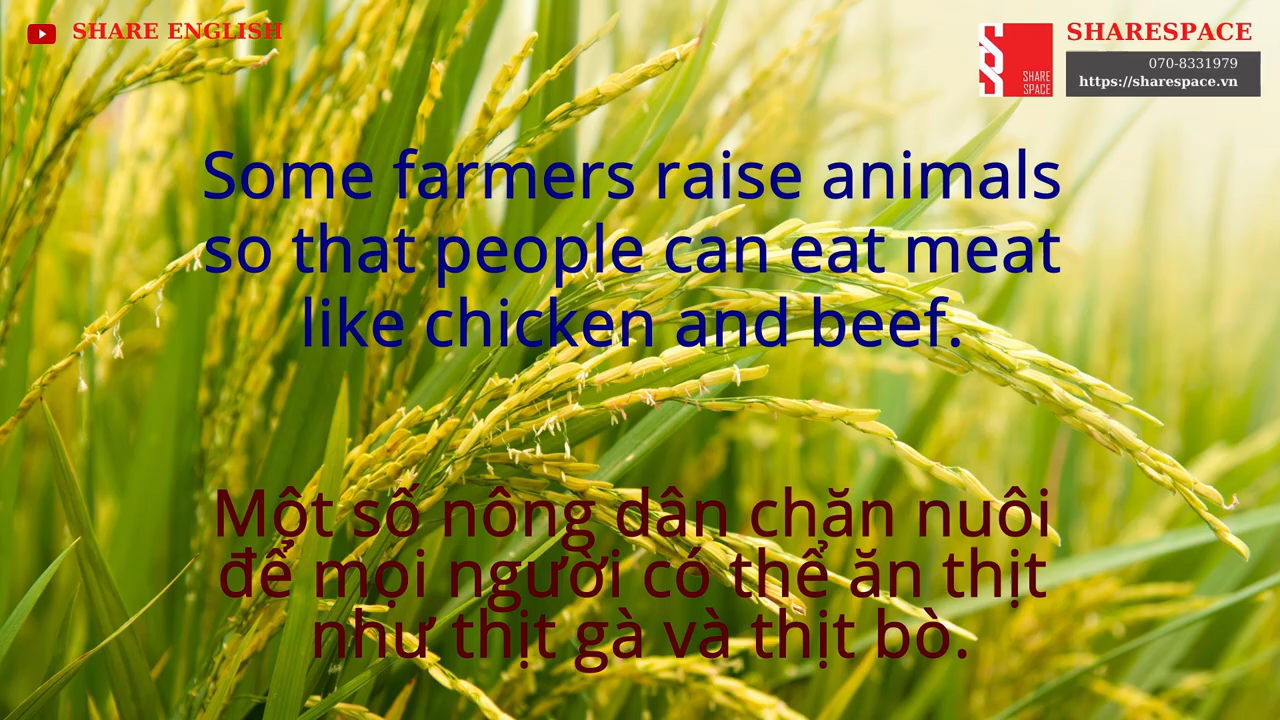 SHARE ENGLISH
SHARESPACE
070-8331979
https://sharespace.vn
SHARE
SPACE
Some farmers raise animals
so that people can eat meat
like chicken and beef.
Một số nông dân chăn nuôi
để mọi người có thể ăn thịt
như thịt gà và thịt bò.